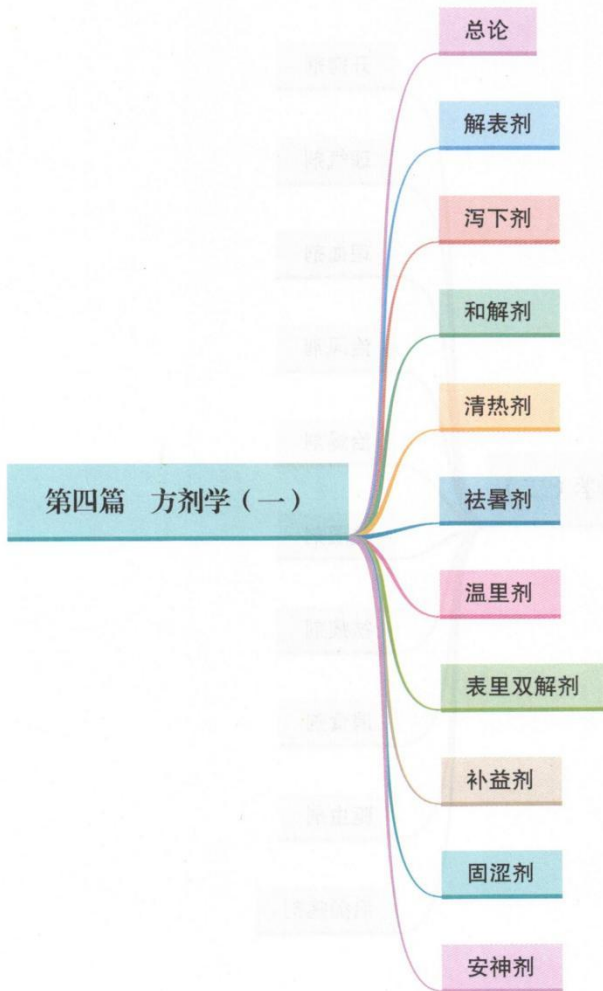 总论
解表剂
泻下剂
和解剂
清热剂
第四篇 方剂学（一）
祛暑剂
温里剂
表里双解剂
补益剂
固涩剂
安神剂